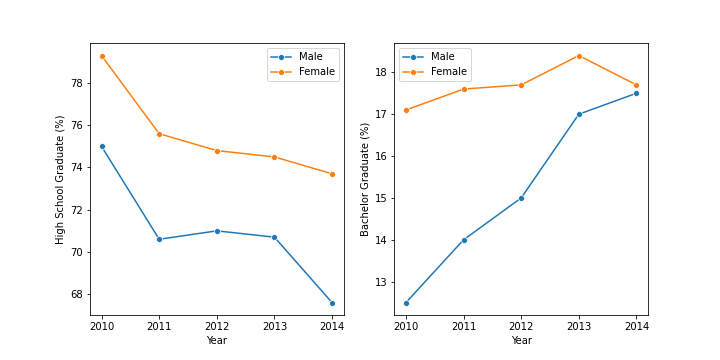 High School Graduate (%)
78
76
74
72
70
68
Male
Female
2010 2011 2012 2013 2014
Year
Bachelor Graduate (%)
18
17
16
15
14
13
Male
Female
2010 2011 2012 2013 2014
Year